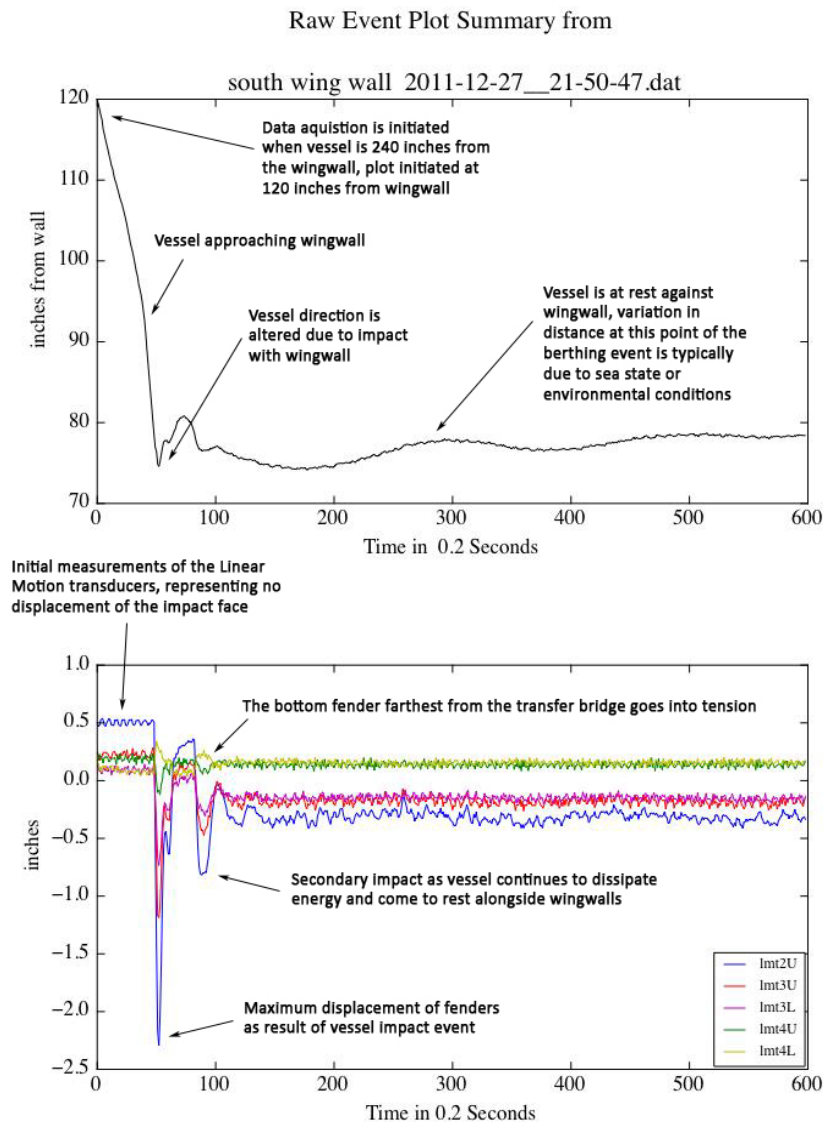 Raw Event Plot Summary from
south wing wall 2011-12-27__21-50-47.dat
120
110
100
90
80
70
inches from wall
Data aquistion is initiated
when vessel is 240 inches from
the wingwall, plot initiated at
120 inches from wingwall
Vessel approaching wingwall
Vessel direction is
altered due to impact
with wingwall
Vessel is at rest against
wingwall, variation in
distance at this point of the
berthing event is typically
due to sea state or
environmental conditions
0 100 200 300 400 500 600
Time in 0.2 Seconds
Initial measurements of the Linear
Motion transducers, representing no
displacement of the impact face
1.0
0.5
0.0
−0.5
−1.0
−1.5
−2.0
−2.5
inches
The bottom fender farthest from the transfer bridge goes into tension
Secondary impact as vessel continues to dissipate
energy and come to rest alongside wingwalls
Maximum displacement of fenders
as result of vessel impact event
lmt2U
lmt3U
lmt3L
lmt4U
lmt4L
0 100 200 300 400 500 600
Time in 0.2 Seconds